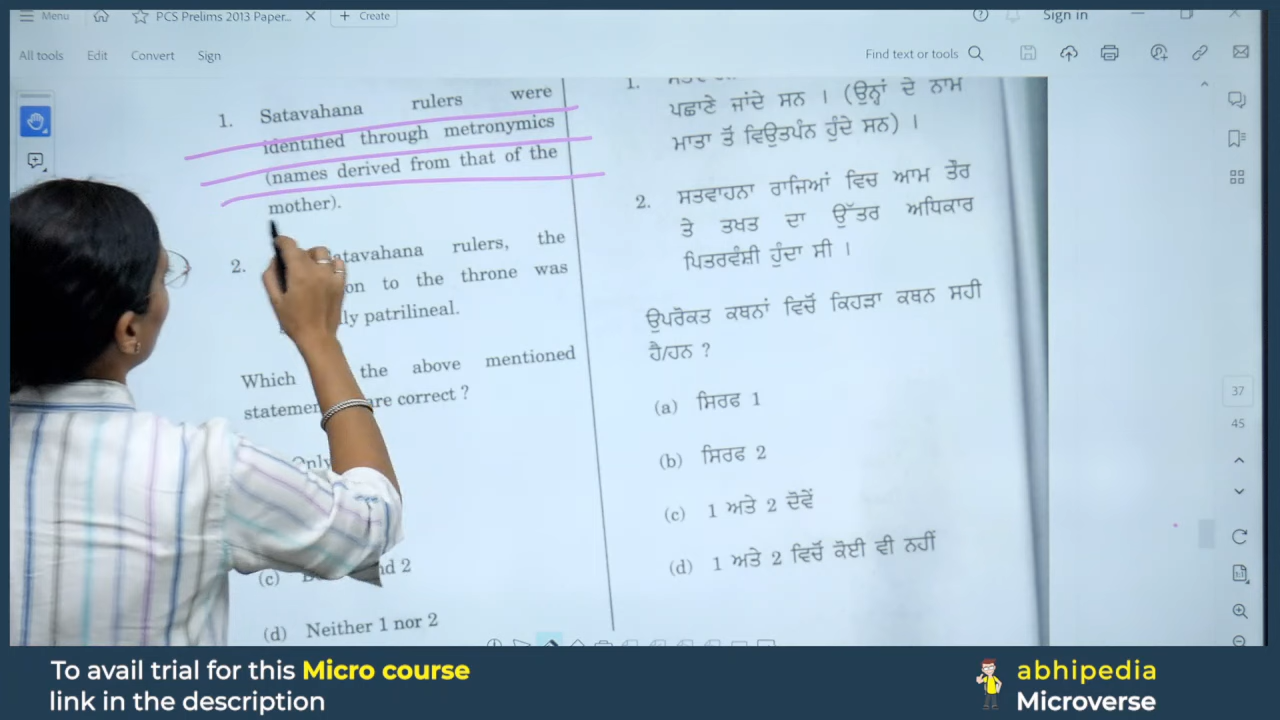 Menu
PCS Prelims 2013 Paper...
Create
Sign in
All tools Edit Convert Sign
Find text or tools
1. Satavahana rulers were
identified through metronymics
(names derived from that of the
mother).
2. Satavahana rulers, the
to the throne was
patrilineal.
Which the above mentioned
are correct ?
Only
(c) and 2
(d) Neither 1 nor 2
1.
ਪਛਾਣੇ ਜਾਂਦੇ ਸਨ । (ਉਨ੍ਹਾਂ ਦੇ ਨਾਮ
ਮਾਤਾ ਤੋਂ ਵਿਉਤਪੰਨ ਹੁੰਦੇ ਸਨ) ।
2. ਸਤਵਾਹਨਾ ਰਾਜਿਆਂ ਵਿਚ ਆਮ ਤੌਰ
ਤੇ ਤਖਤ ਦਾ ਉੱਤਰ ਅਧਿਕਾਰ
ਪਿਤਰਵੰਸ਼ੀ ਹੁੰਦਾ ਸੀ ।
ਉਪਰੋਕਤ ਕਥਨਾਂ ਵਿਚੋਂ ਕਿਹੜਾ ਕਥਨ ਸਹੀ
ਹੈ/ਹਨ ?
(a) ਸਿਰਫ 1
(b) ਸਿਰਫ 2
(c) 1 ਅਤੇ 2 ਦੋਵੇਂ
(d) 1 ਅਤੇ 2 ਵਿਚੋਂ ਕੋਈ ਵੀ ਨਹੀਂ
37
45
To avail trial for this Micro course
link in the description
abhipedia
Microverse